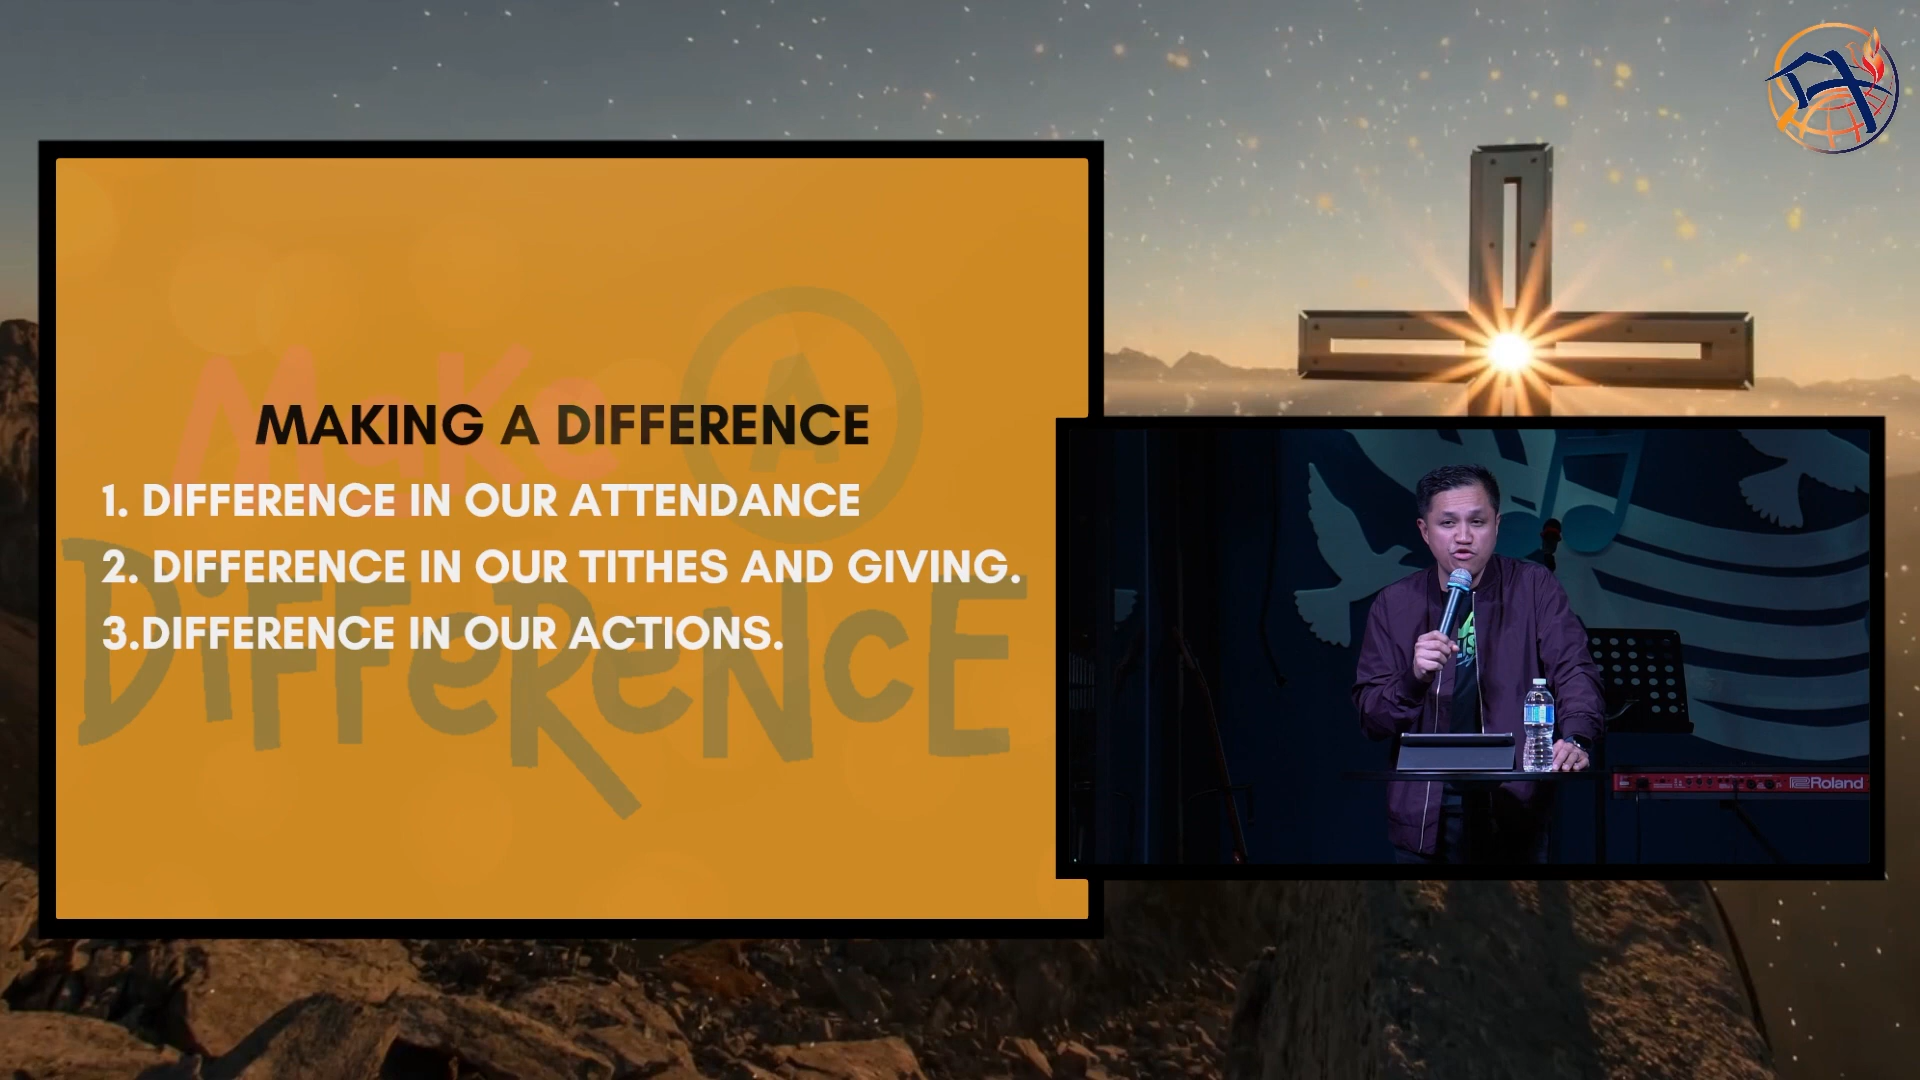 Make A
DiFFeReNcE
MAKING A DIFFERENCE
1. DIFFERENCE IN OUR ATTENDANCE
2. DIFFERENCE IN OUR TITHES AND GIVING.
3.DIFFERENCE IN OUR ACTIONS.
Roland